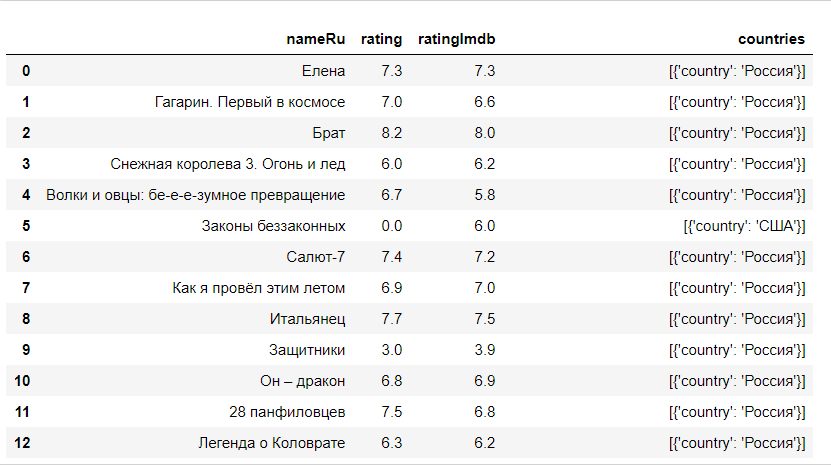 nameRu rating ratingImdb countries
0 Елена 7.3 7.3 [{'country': 'Россия'}]
1 Гагарин. Первый в космосе 7.0 6.6 [{'country': 'Россия'}]
2 Брат 8.2 8.0 [{'country': 'Россия'}]
3 Снежная королева 3. Огонь и лед 6.0 6.2 [{'country': 'Россия'}]
4 Волки и овцы: бе-е-е-зумное превращение 6.7 5.8 [{'country': 'Россия'}]
5 Законы беззаконных 0.0 6.0 [{'country': 'США'}]
6 Салют-7 7.4 7.2 [{'country': 'Россия'}]
7 Как я провёл этим летом 6.9 7.0 [{'country': 'Россия'}]
8 Итальянец 7.7 7.5 [{'country': 'Россия'}]
9 Защитники 3.0 3.9 [{'country': 'Россия'}]
10 Он – дракон 6.8 6.9 [{'country': 'Россия'}]
11 28 панфиловцев 7.5 6.8 [{'country': 'Россия'}]
12 Легенда о Коловрате 6.3 6.2 [{'country': 'Россия'}]